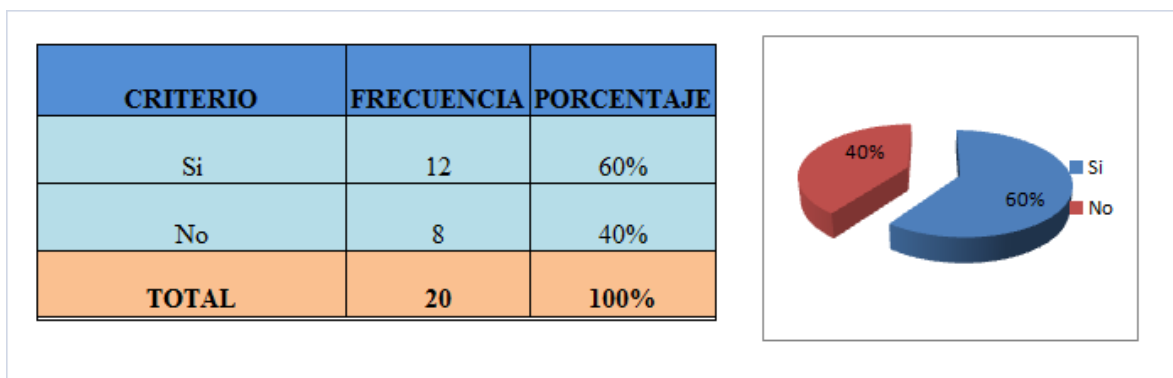 CRITERIO FRECUENCIA PORCENTAJE
Si 12 60%
No 8 40%
TOTAL 20 100%
40%
60%
Si
No